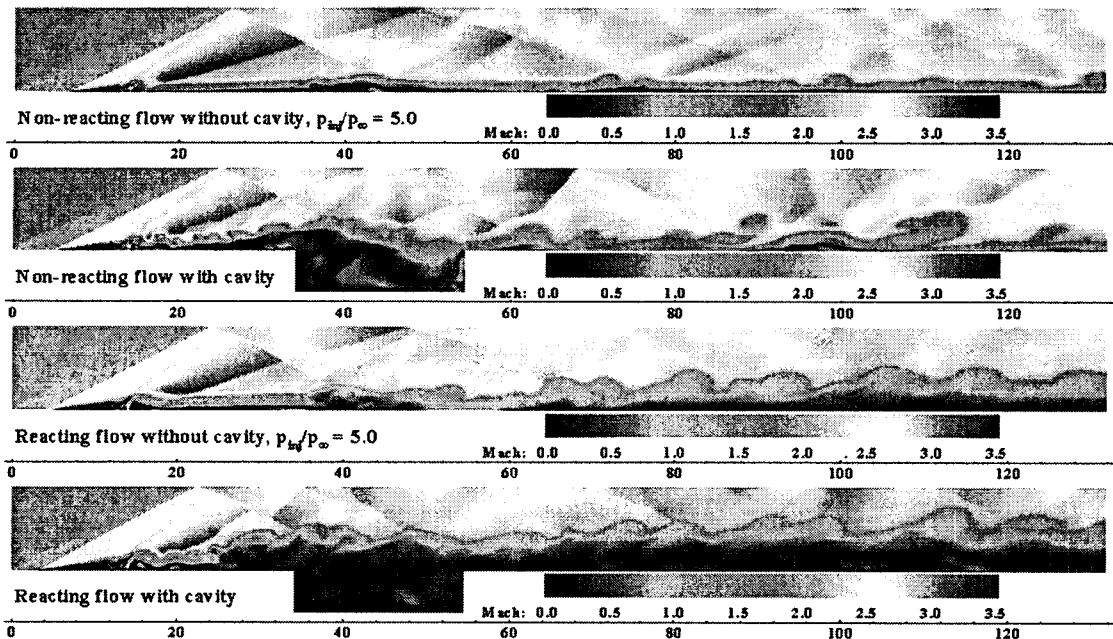 Non-reacting flow without cavity, p_inj/p_∞ = 5.0
Mach: 0.0 0.5 1.0 1.5 2.0 2.5 3.0 3.5
0 20 40 60 80 100 120
Non-reacting flow with cavity
Mach: 0.0 0.5 1.0 1.5 2.0 2.5 3.0 3.5
0 20 40 60 80 100 120
Reacting flow without cavity, p_inj/p_∞ = 5.0
Mach: 0.0 0.5 1.0 1.5 2.0 2.5 3.0 3.5
0 20 40 60 80 100 120
Reacting flow with cavity
Mach: 0.0 0.5 1.0 1.5 2.0 2.5 3.0 3.5
0 20 40 60 80 100 120